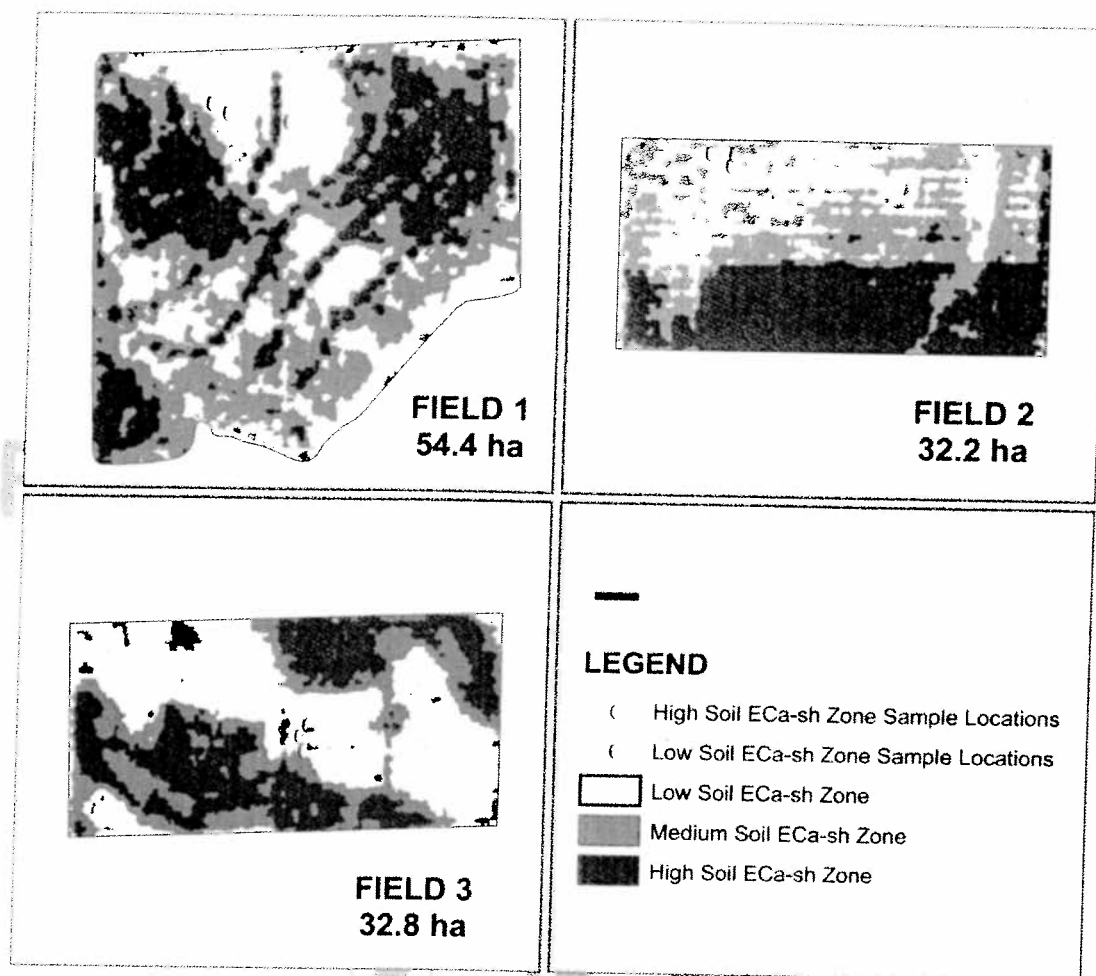 FIELD 1
54.4 ha
FIELD 2
32.2 ha
FIELD 3
32.8 ha
LEGEND
High Soil ECa-sh Zone Sample Locations
Low Soil ECa-sh Zone Sample Locations
Low Soil ECa-sh Zone
Medium Soil ECa-sh Zone
High Soil ECa-sh Zone